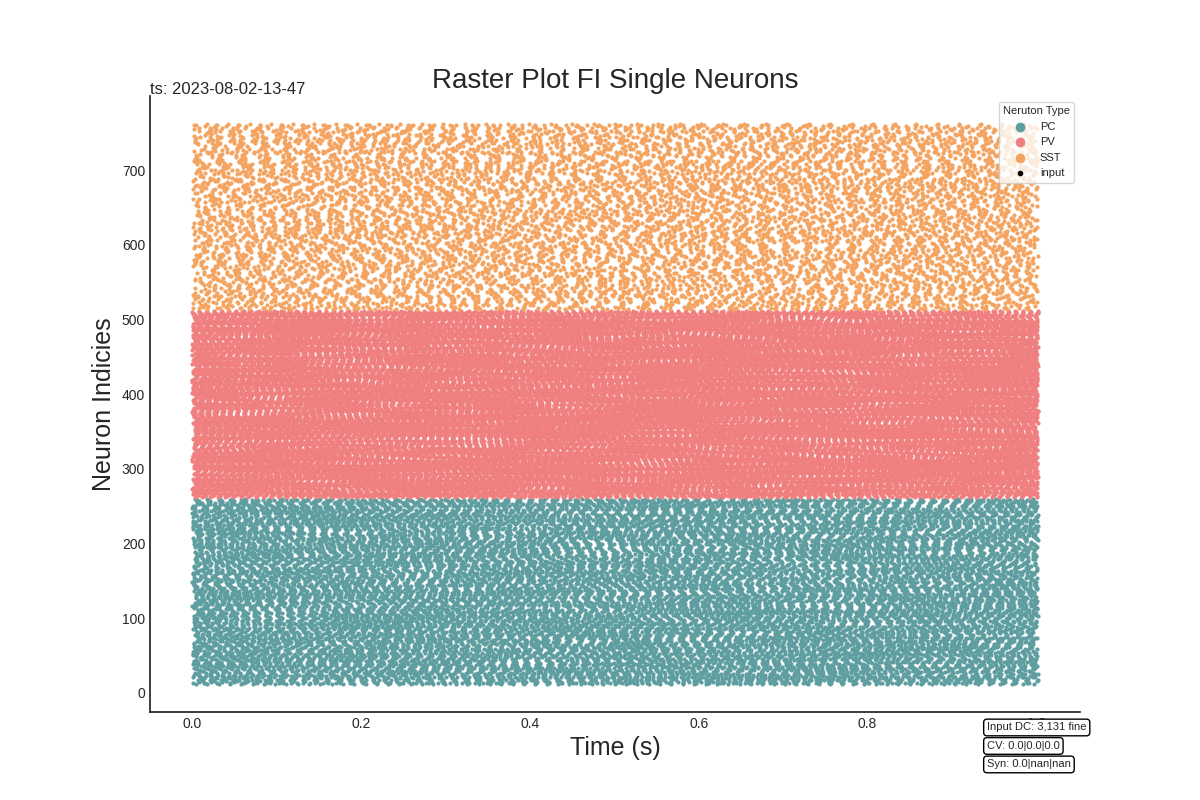 Raster Plot FI Single Neurons
ts: 2023-08-02-13-47
Neruton Type
PC
PV
SST
input
Neuron Indicies
700
600
500
400
300
200
100
0
0.0 0.2 0.4 0.6 0.8
Time (s)
Input DC: 3,131 fine
CV: 0.0|0.0|0.0
Syn: 0.0|nan|nan